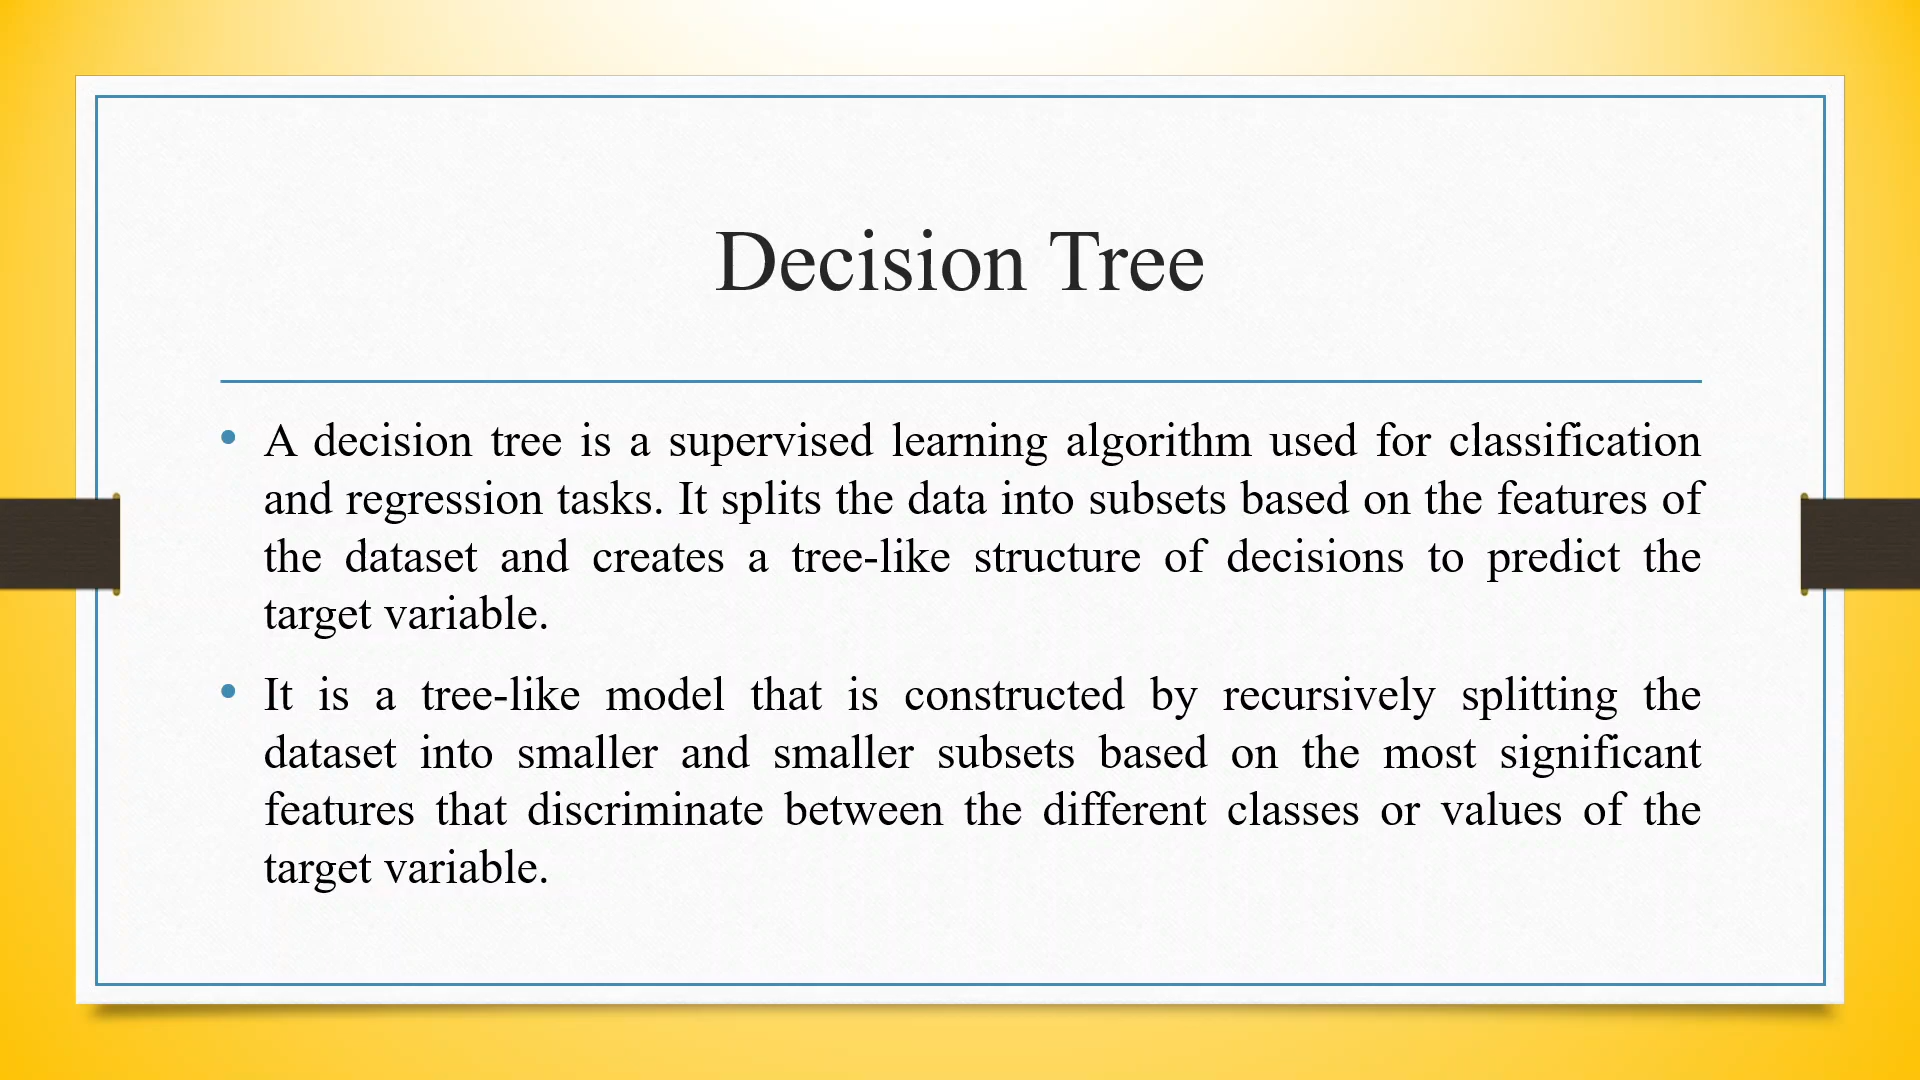 Decision Tree
• A decision tree is a supervised learning algorithm used for classification
and regression tasks. It splits the data into subsets based on the features of
the dataset and creates a tree-like structure of decisions to predict the
target variable.
• It is a tree-like model that is constructed by recursively splitting the
dataset into smaller and smaller subsets based on the most significant
features that discriminate between the different classes or values of the
target variable.